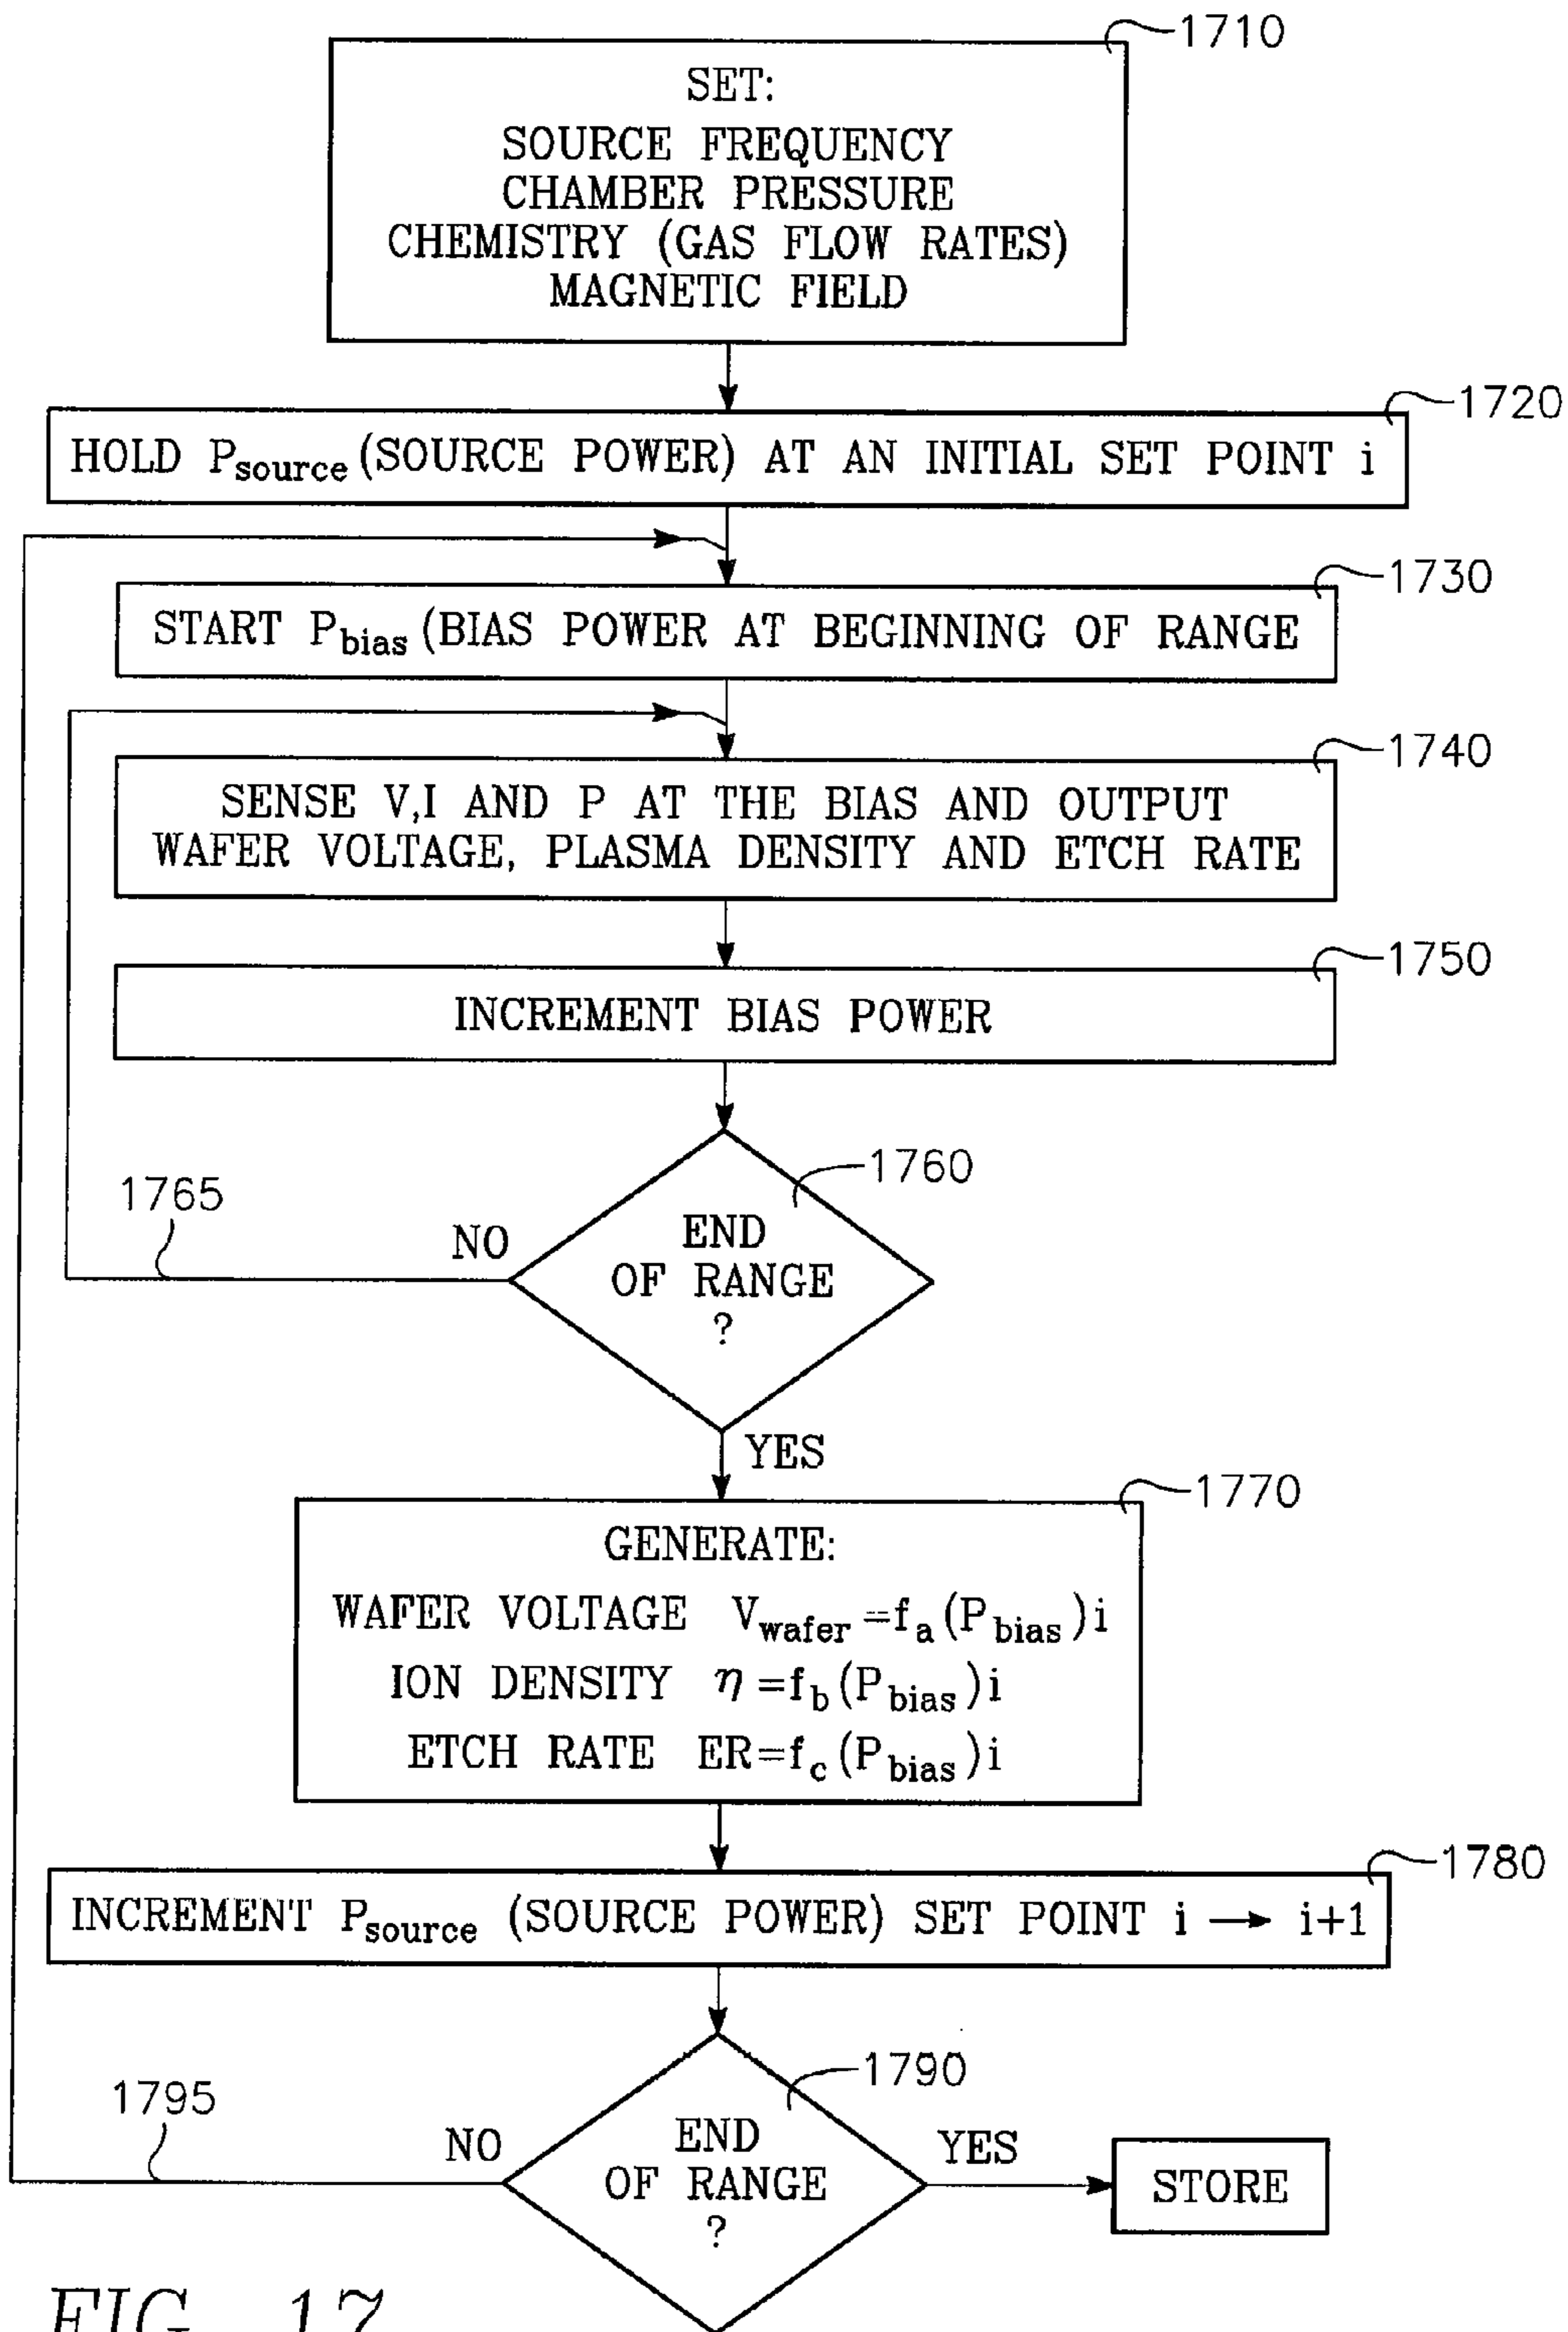 1710
SET:
SOURCE FREQUENCY
CHAMBER PRESSURE
CHEMISTRY (GAS FLOW RATES)
MAGNETIC FIELD
1720
HOLD Psource (SOURCE POWER) AT AN INITIAL SET POINT i
1730
START Pbias (BIAS POWER AT BEGINNING OF RANGE
1740
SENSE V,I AND P AT THE BIAS AND OUTPUT
WAFER VOLTAGE, PLASMA DENSITY AND ETCH RATE
1750
INCREMENT BIAS POWER
1760
1765
NO
END
OF RANGE
?
YES
1770
GENERATE:
WAFER VOLTAGE Vwafer=fa(Pbias)i
ION DENSITY η=fb(Pbias)i
ETCH RATE ER=fc(Pbias)i
1780
INCREMENT Psource (SOURCE POWER) SET POINT i → i+1
1790
1795
NO
END
OF RANGE
?
YES
STORE
FIG. 17